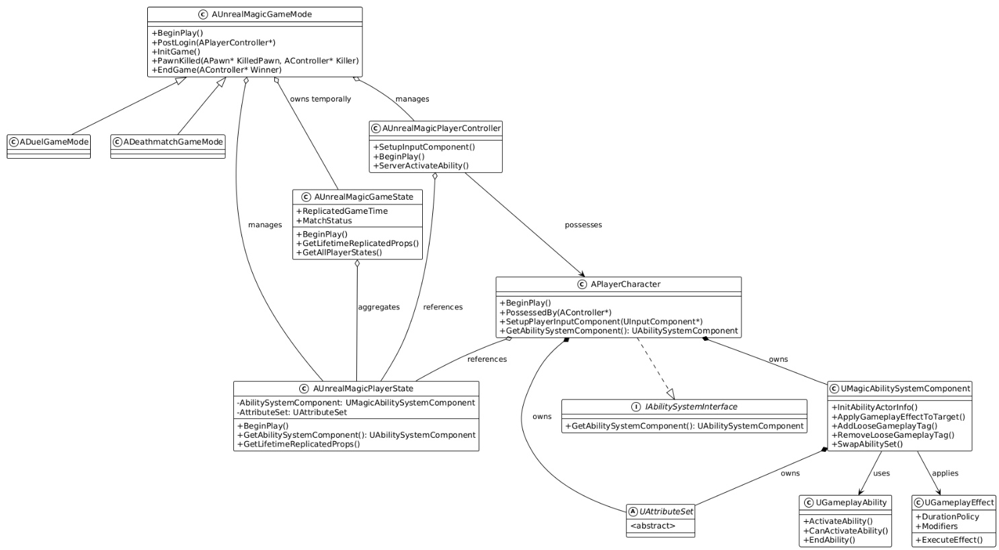 C AUnrealMagicGameMode
+BeginPlay()
+PostLogin(APlayerController*)
+InitGame()
+PawnKilled(APawn* KilledPawn, AController* Killer)
+EndGame(AController* Winner)
owns temporally
manages
C ADuelGameMode
C ADeathmatchGameMode
C AUnrealMagicPlayerController
+SetupInputComponent()
+BeginPlay()
+ServerActivateAbility()
C AUnrealMagicGameState
+ReplicatedGameTime
+MatchStatus
+BeginPlay()
+GetLifetimeReplicatedProps()
+GetAllPlayerStates()
manages
possesses
C APlayerCharacter
+BeginPlay()
+PossessedBy(AController*)
+SetupPlayerInputComponent(UInputComponent*)
+GetAbilitySystemComponent(): UAbilitySystemComponent
aggregates
references
references
owns
C AUnrealMagicPlayerState
-AbilitySystemComponent: UMagicAbilitySystemComponent
-AttributeSet: UAttributeSet
+BeginPlay()
+GetAbilitySystemComponent(): UAbilitySystemComponent
+GetLifetimeReplicatedProps()
owns
I IAbilitySystemInterface
+GetAbilitySystemComponent(): UAbilitySystemComponent
C UMagicAbilitySystemComponent
+InitAbilityActorInfo()
+ApplyGameplayEffectToTarget()
+AddLooseGameplayTag()
+RemoveLooseGameplayTag()
+SwapAbilitySet()
owns
uses
applies
A UAttributeSet
<abstract>
C UGameplayAbility
+ActivateAbility()
+CanActivateAbility()
+EndAbility()
C UGameplayEffect
+DurationPolicy
+Modifiers
+ExecuteEffect()